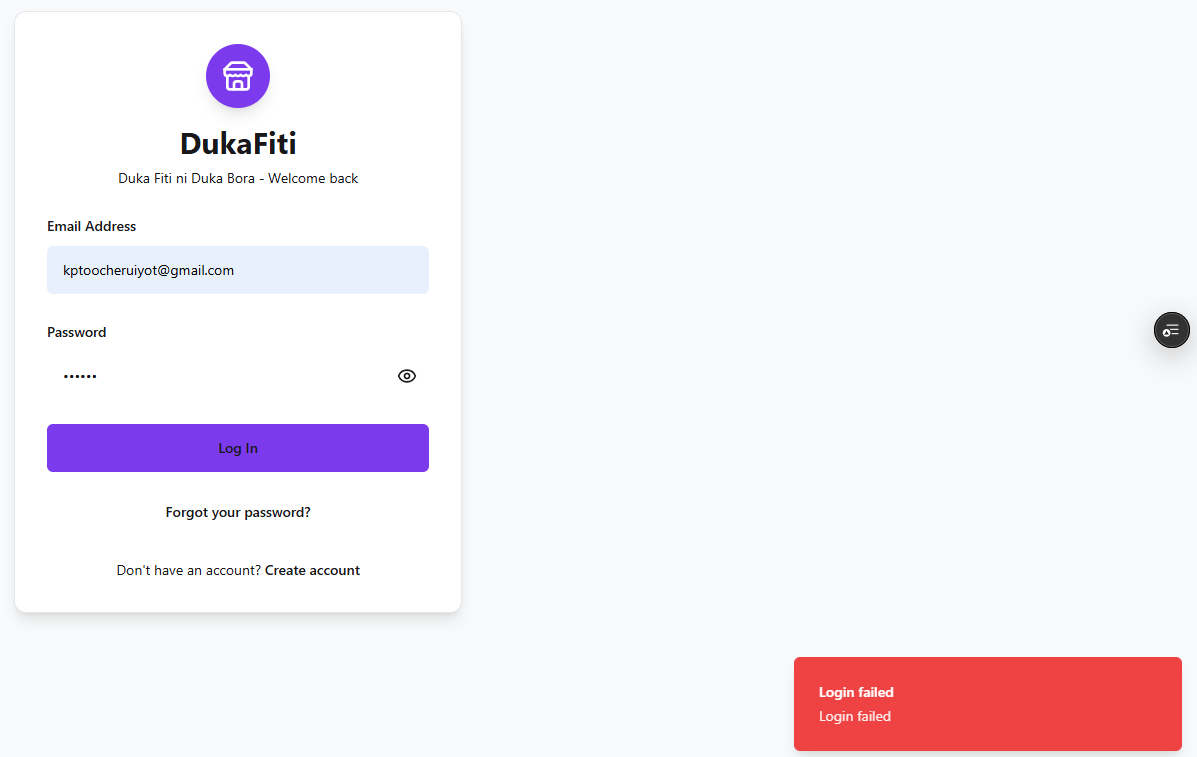 DukaFiti
Duka Fiti ni Duka Bora - Welcome back
Email Address
kptoocheruiyot@gmail.com
Password
••••••
Log In
Forgot your password?
Don't have an account? Create account
Login failed
Login failed